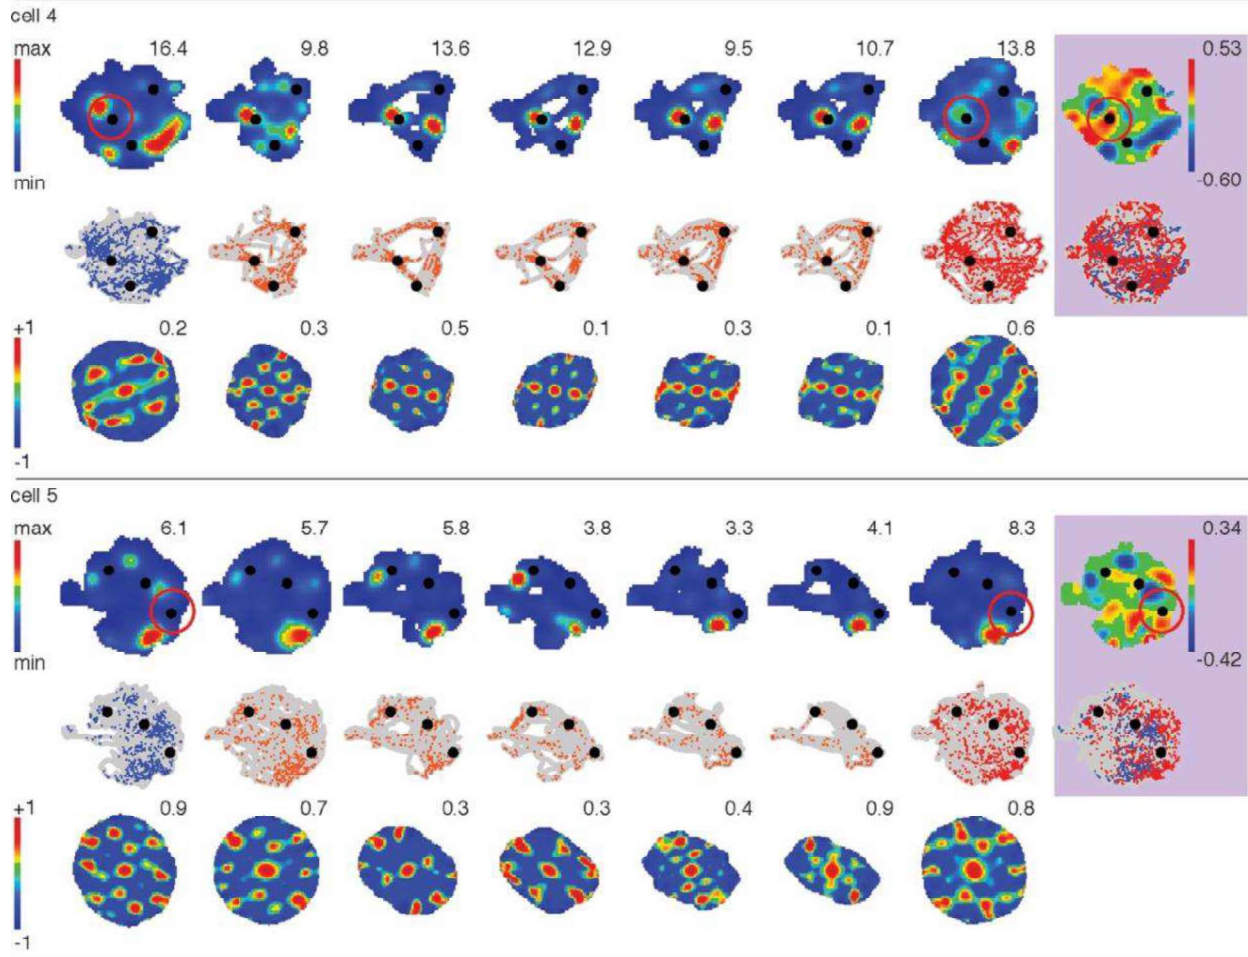 cell 4
max 16.4 9.8 13.6 12.9 9.5 10.7 13.8 0.53
min -0.60
+1 0.2 0.3 0.5 0.1 0.3 0.1 0.6
-1
cell 5
max 6.1 5.7 5.8 3.8 3.3 4.1 8.3 0.34
min -0.42
+1 0.9 0.7 0.3 0.3 0.4 0.9 0.8
-1